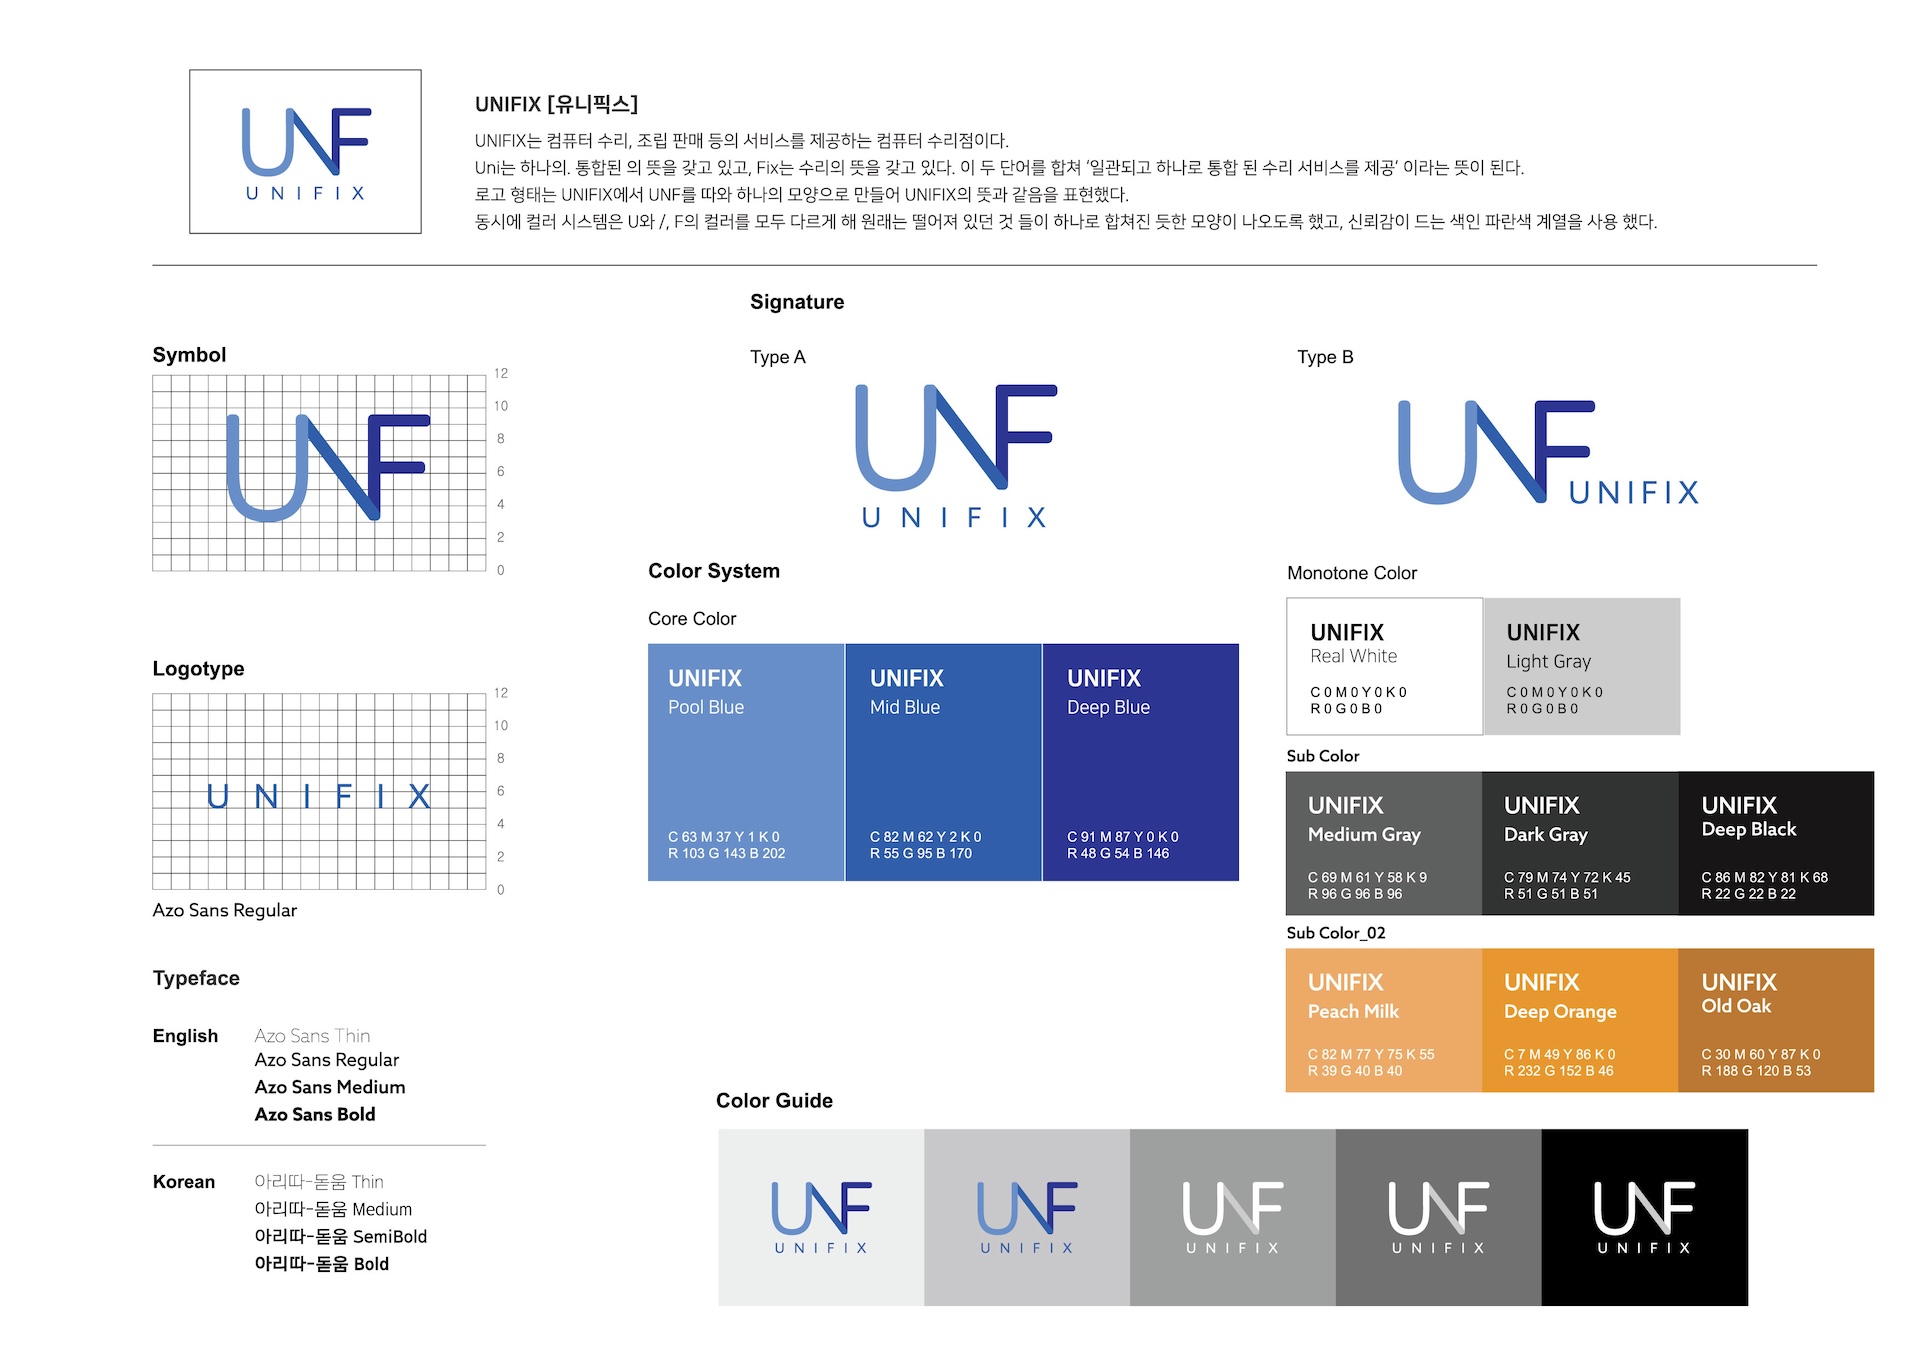 UNF
UNIFIX
UNIFIX [유니픽스]
UNIFIX는 컴퓨터 수리, 조립 판매 등의 서비스를 제공하는 컴퓨터 수리점이다.
Uni는 하나의. 통합된 의 뜻을 갖고 있고, Fix는 수리의 뜻을 갖고 있다. 이 두 단어를 합쳐 ‘일관되고 하나로 통합 된 수리 서비스를 제공’ 이라는 뜻이 된다.
로고 형태는 UNIFIX에서 UNF를 따와 하나의 모양으로 만들어 UNIFIX의 뜻과 같음을 표현했다.
동시에 컬러 시스템은 U와 /, F의 컬러를 모두 다르게 해 원래는 떨어져 있던 것 들이 하나로 합쳐진 듯한 모양이 나오도록 했고, 신뢰감이 드는 색인 파란색 계열을 사용 했다.
Symbol
UNF
12
10
8
6
4
2
0
Logotype
UNIFIX
12
10
8
6
4
2
0
Azo Sans Regular
Typeface
English
Azo Sans Thin
Azo Sans Regular
Azo Sans Medium
Azo Sans Bold
Korean
아리따-돋움 Thin
아리따-돋움 Medium
아리따-돋움 SemiBold
아리따-돋움 Bold
Signature
Type A
UNF
UNIFIX
Type B
UNF UNIFIX
Color System
Core Color
UNIFIX
Pool Blue
C 63 M 37 Y 1 K 0
R 103 G 143 B 202
UNIFIX
Mid Blue
C 82 M 62 Y 2 K 0
R 55 G 95 B 170
UNIFIX
Deep Blue
C 91 M 87 Y 0 K 0
R 48 G 54 B 146
Monotone Color
UNIFIX
Real White
C 0 M 0 Y 0 K 0
R 0 G 0 B 0
UNIFIX
Light Gray
C 0 M 0 Y 0 K 0
R 0 G 0 B 0
Sub Color
UNIFIX
Medium Gray
C 69 M 61 Y 58 K 9
R 96 G 96 B 96
UNIFIX
Dark Gray
C 79 M 74 Y 72 K 45
R 51 G 51 B 51
UNIFIX
Deep Black
C 86 M 82 Y 81 K 68
R 22 G 22 B 22
Sub Color_02
UNIFIX
Peach Milk
C 82 M 77 Y 75 K 55
R 39 G 40 B 40
UNIFIX
Deep Orange
C 7 M 49 Y 86 K 0
R 232 G 152 B 46
UNIFIX
Old Oak
C 30 M 60 Y 87 K 0
R 188 G 120 B 53
Color Guide
UNF
UNIFIX
UNF
UNIFIX
UNF
UNIFIX
UNF
UNIFIX
UNF
UNIFIX